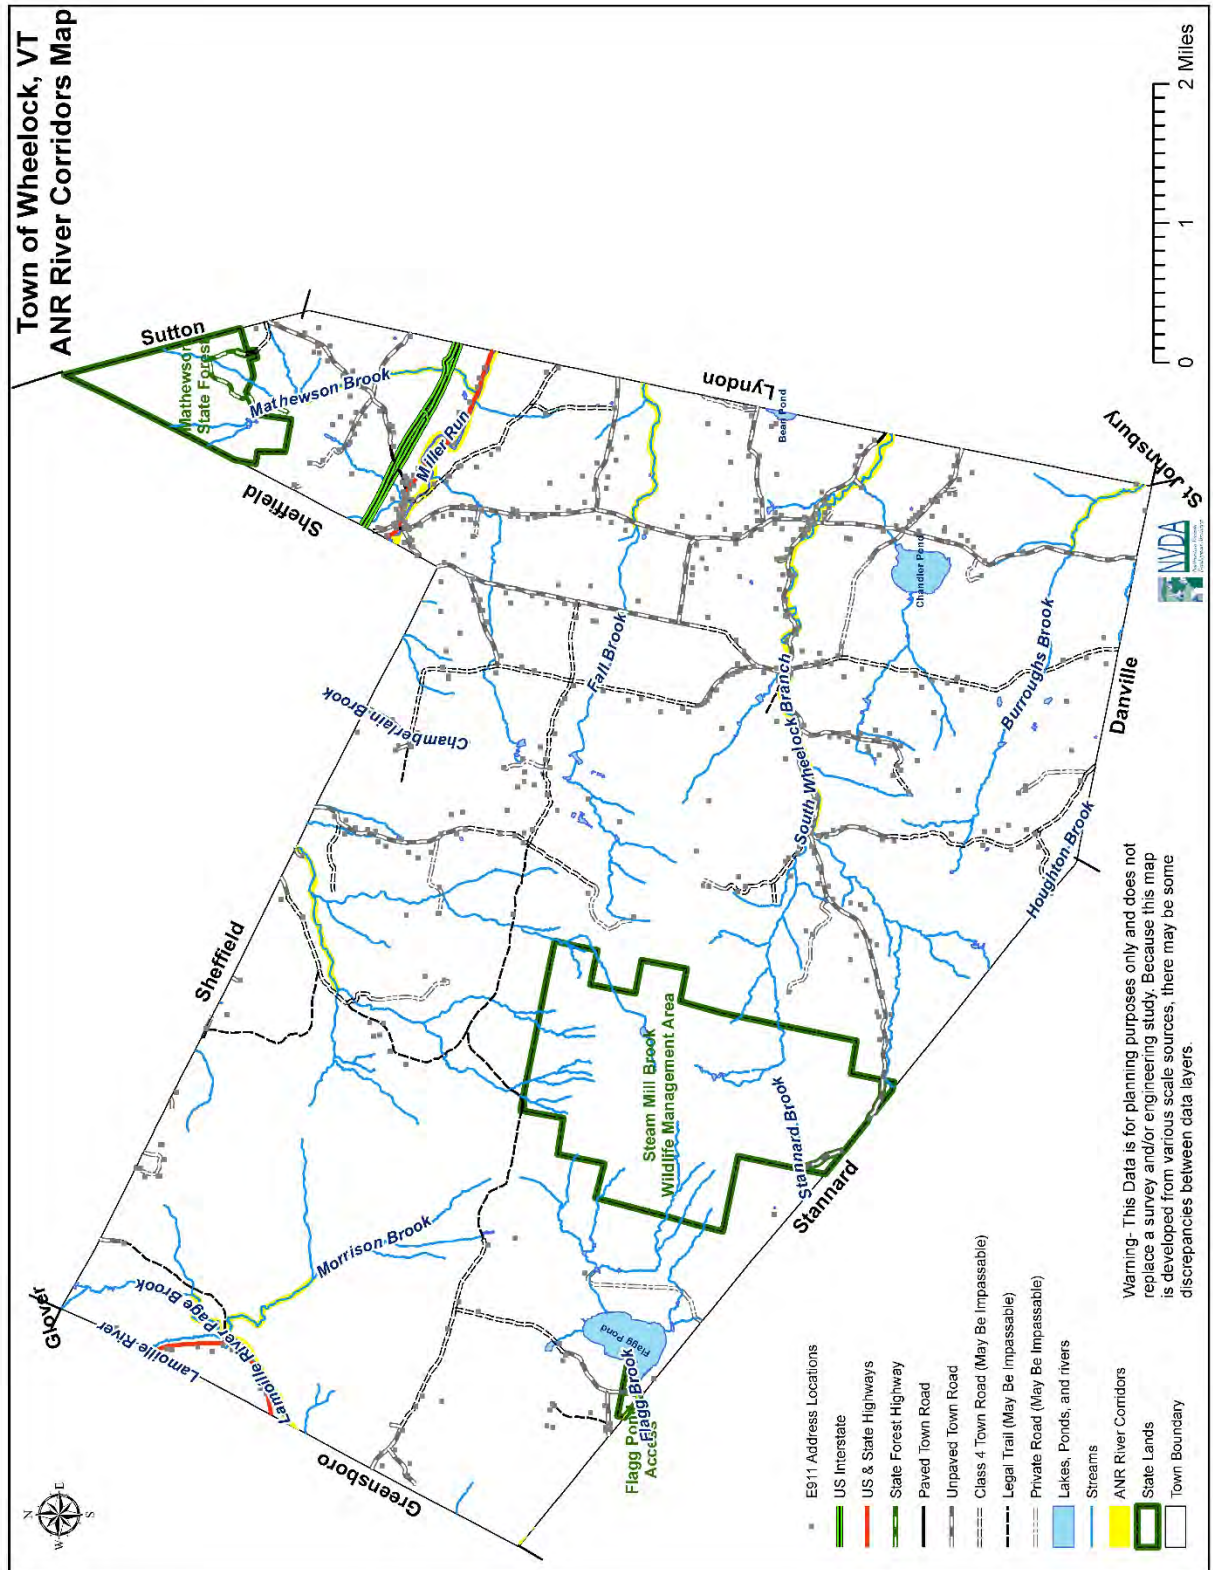 Town of Wheelock, VT
ANR River Corridors Map
N
W
E
S
Sutton
Mathewson
State Forest
Mathewson Brook
Sheffield
Miller Run
Lyndon
Bean Pond
St Johnsbury
Chandler Pond
Fall Brook
Chamberlain Brook
South Wheelock Branch
Burroughs Brook
Danville
Houghton Brook
Sheffield
Steam Mill Brook
Wildlife Management Area
Stannard Brook
Stannard
Glover
Lamoille River
Page Brook
Lamoille River
Morrison Brook
Greensboro
Flagg Pond
Flagg Brook
Flagg Pond
Access
0 1 2 Miles
NVDA
E911 Address Locations
US Interstate
US & State Highways
State Forest Highway
Paved Town Road
Unpaved Town Road
Class 4 Town Road (May Be Impassable)
Legal Trail (May Be Impassable)
Private Road (May Be Impassable)
Lakes, Ponds, and rivers
Streams
ANR River Corridors
State Lands
Town Boundary
Warning- This Data is for planning purposes only and does not
replace a survey and/or engineering study. Because this map
is developed from various scale sources, there may be some
discrepancies between data layers.